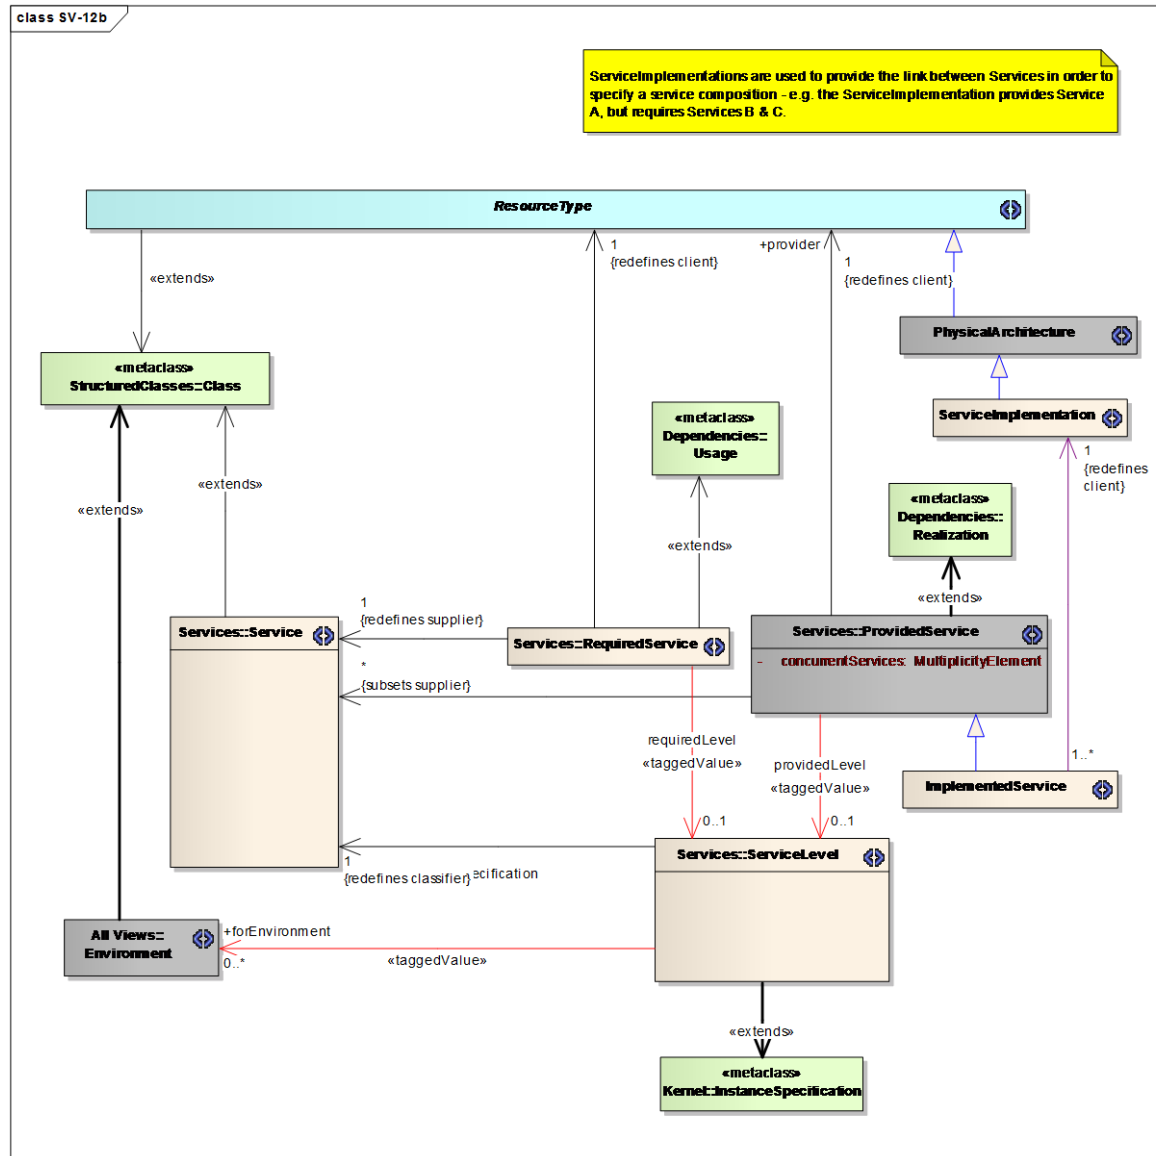 class SV-12b
ServiceImplementations are used to provide the link between Services in order to
specify a service composition - e.g. the ServiceImplementation provides Service
A, but requires Services B & C.
ResourceType
«extends»
1
{redefines client}
+provider
1
{redefines client}
PhysicalArchitecture
«metaclass»
StructuredClasses::Class
ServiceImplementation
«metaclass»
Dependencies::
Usage
1
{redefines
client}
«extends»
«extends»
«metaclass»
Dependencies::
Realization
«extends»
«extends»
1
{redefines supplier}
Services::Service
Services::RequiredService
Services::ProvidedService
- concurrentServices: MultiplicityElement
*
{subsets supplier}
requiredLevel
«taggedValue»
providedLevel
«taggedValue»
1..*
ImplementedService
0..1
0..1
Services::ServiceLevel
1
{redefines classifier}
ecification
All Views::
Environment
+forEnvironment
0..*
«taggedValue»
«extends»
«metaclass»
Kernel::InstanceSpecification